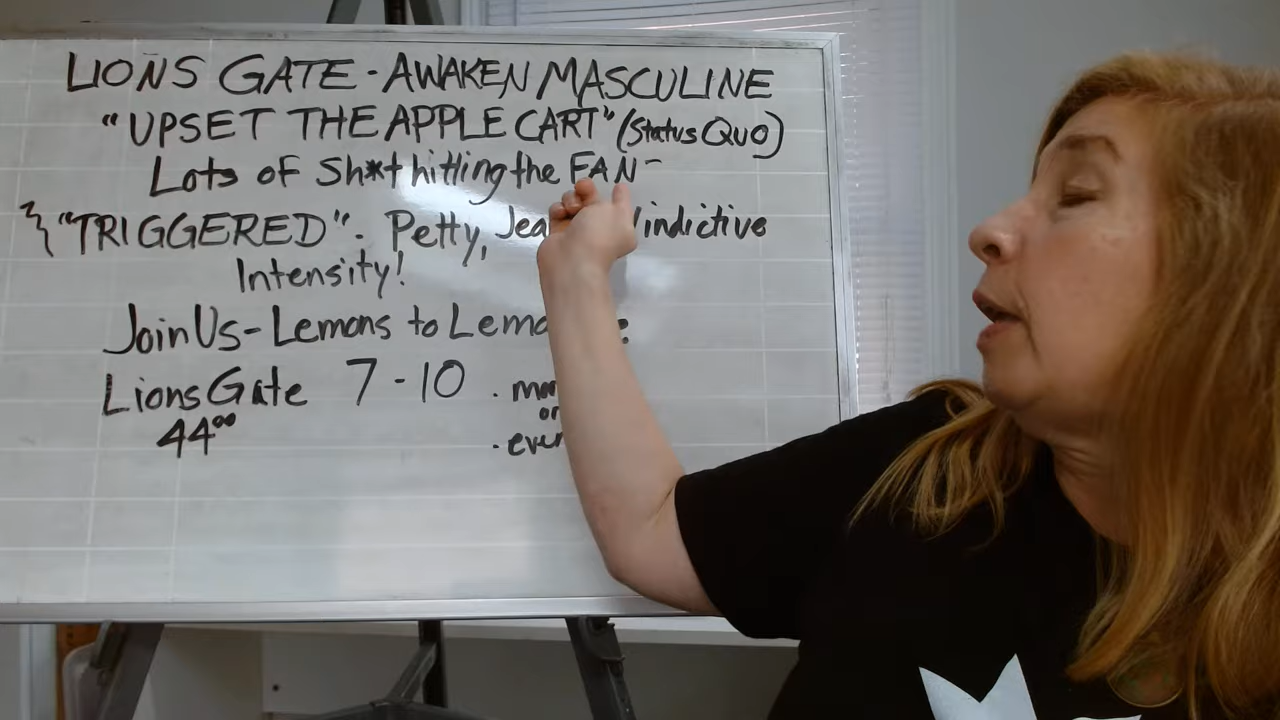 LIONS GATE - AWAKEN MASCULINE
"UPSET THE APPLE CART" (Status Quo)
Lots of Sh*t hitting the FAN -
"TRIGGERED" - Petty, Vindictive
Intensity!
Join Us - Lemons to
Lions Gate 7 - 10 .
44⁰⁰ or
.